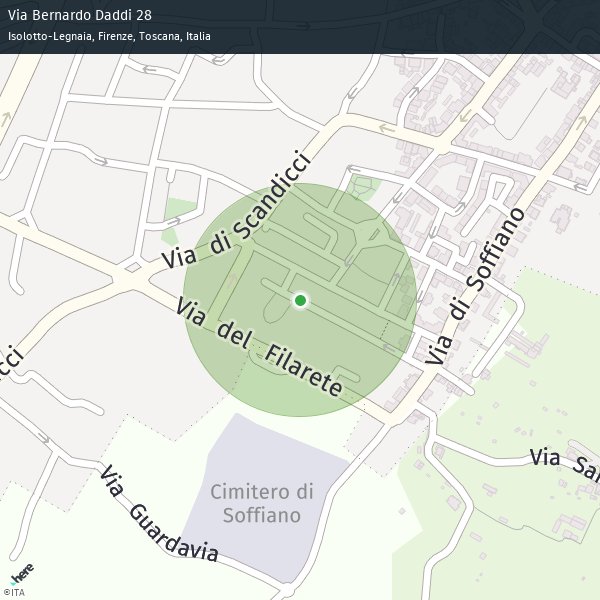 Via Bernardo Daddi 28
Isolotto-Legnaia, Firenze, Toscana, Italia
Via di Scandicci
Via di Soffiano
Via del Filarete
cci
Via Sa
Cimitero di
Soffiano
Via Guardavia
here
©ITA